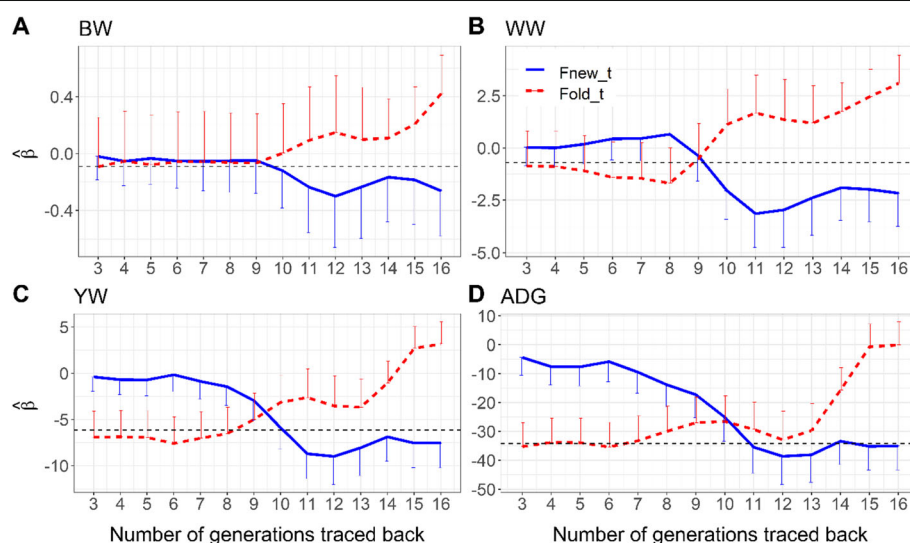 A BW
0.4
0.0
-0.4
β̂
3 4 5 6 7 8 9 10 11 12 13 14 15 16
B WW
Fnew_t
Fold_t
2.5
0.0
-2.5
-5.0
3 4 5 6 7 8 9 10 11 12 13 14 15 16
C YW
5
0
-5
-10
β̂
3 4 5 6 7 8 9 10 11 12 13 14 15 16
Number of generations traced back
D ADG
10
0
-10
-20
-30
-40
-50
3 4 5 6 7 8 9 10 11 12 13 14 15 16
Number of generations traced back